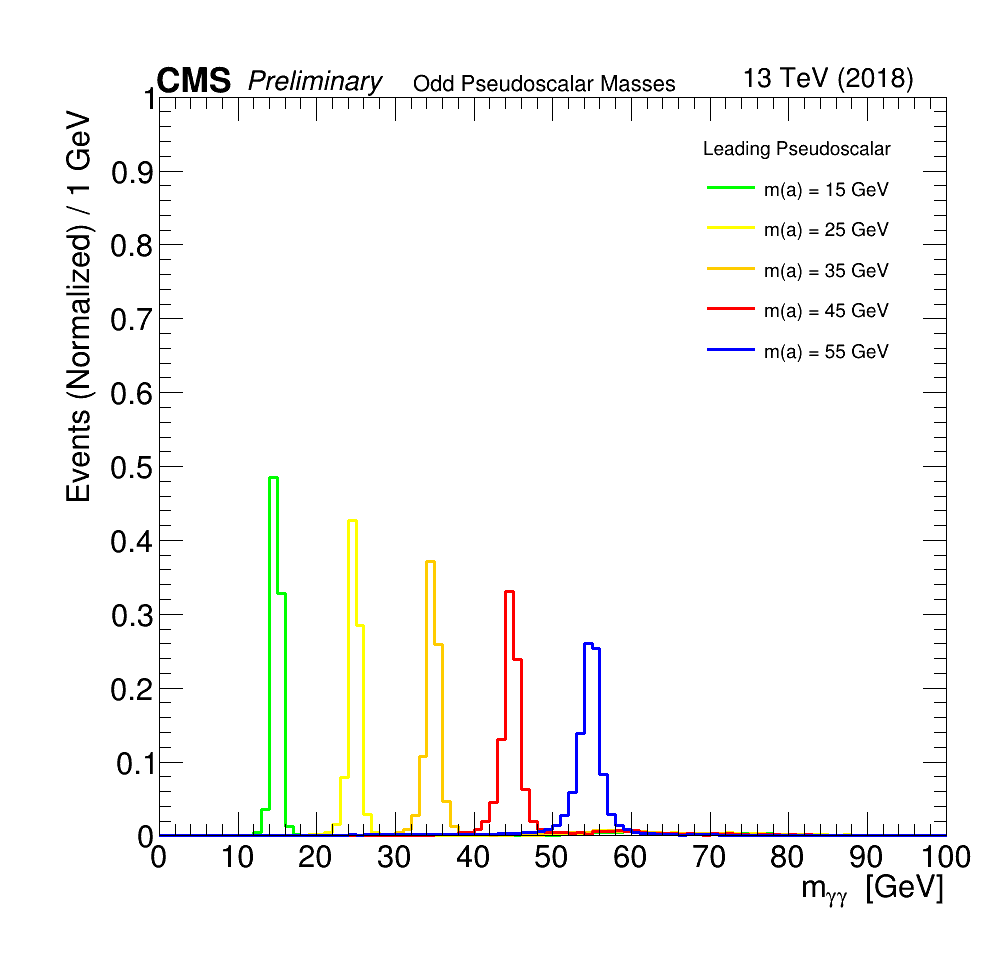 CMS Preliminary Odd Pseudoscalar Masses 13 TeV (2018)
Events (Normalized) / 1 GeV
1
0.9
0.8
0.7
0.6
0.5
0.4
0.3
0.2
0.1
0
Leading Pseudoscalar
m(a) = 15 GeV
m(a) = 25 GeV
m(a) = 35 GeV
m(a) = 45 GeV
m(a) = 55 GeV
0 10 20 30 40 50 60 70 80 90 100
mγγ [GeV]